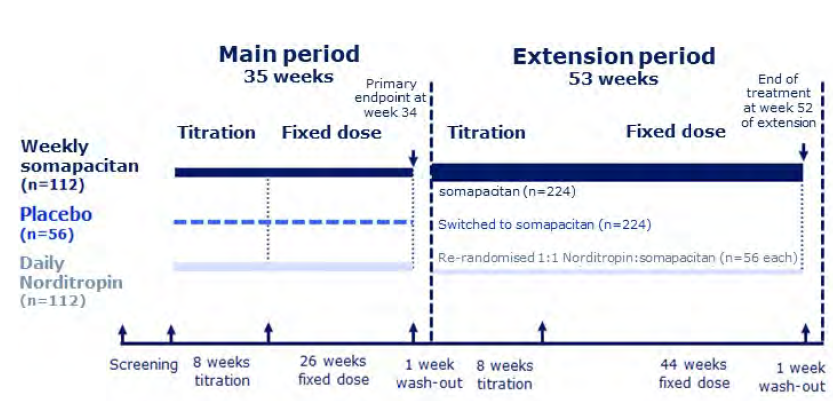 Main period
35 weeks
Extension period
53 weeks
Primary
endpoint at
week 34
End of
treatment
at week 52
of extension
Titration
Fixed dose
Titration
Fixed dose
Weekly
somapacitan
(n=112)
somapacitan (n=224)
Placebo
(n=56)
Switched to somapacitan (n=224)
Daily
Norditropin
(n=112)
Re-randomised 1:1 Norditropin:somapacitan (n=56 each)
Screening
8 weeks
titration
26 weeks
fixed dose
1 week
wash-out
8 weeks
titration
44 weeks
fixed dose
1 week
wash-out